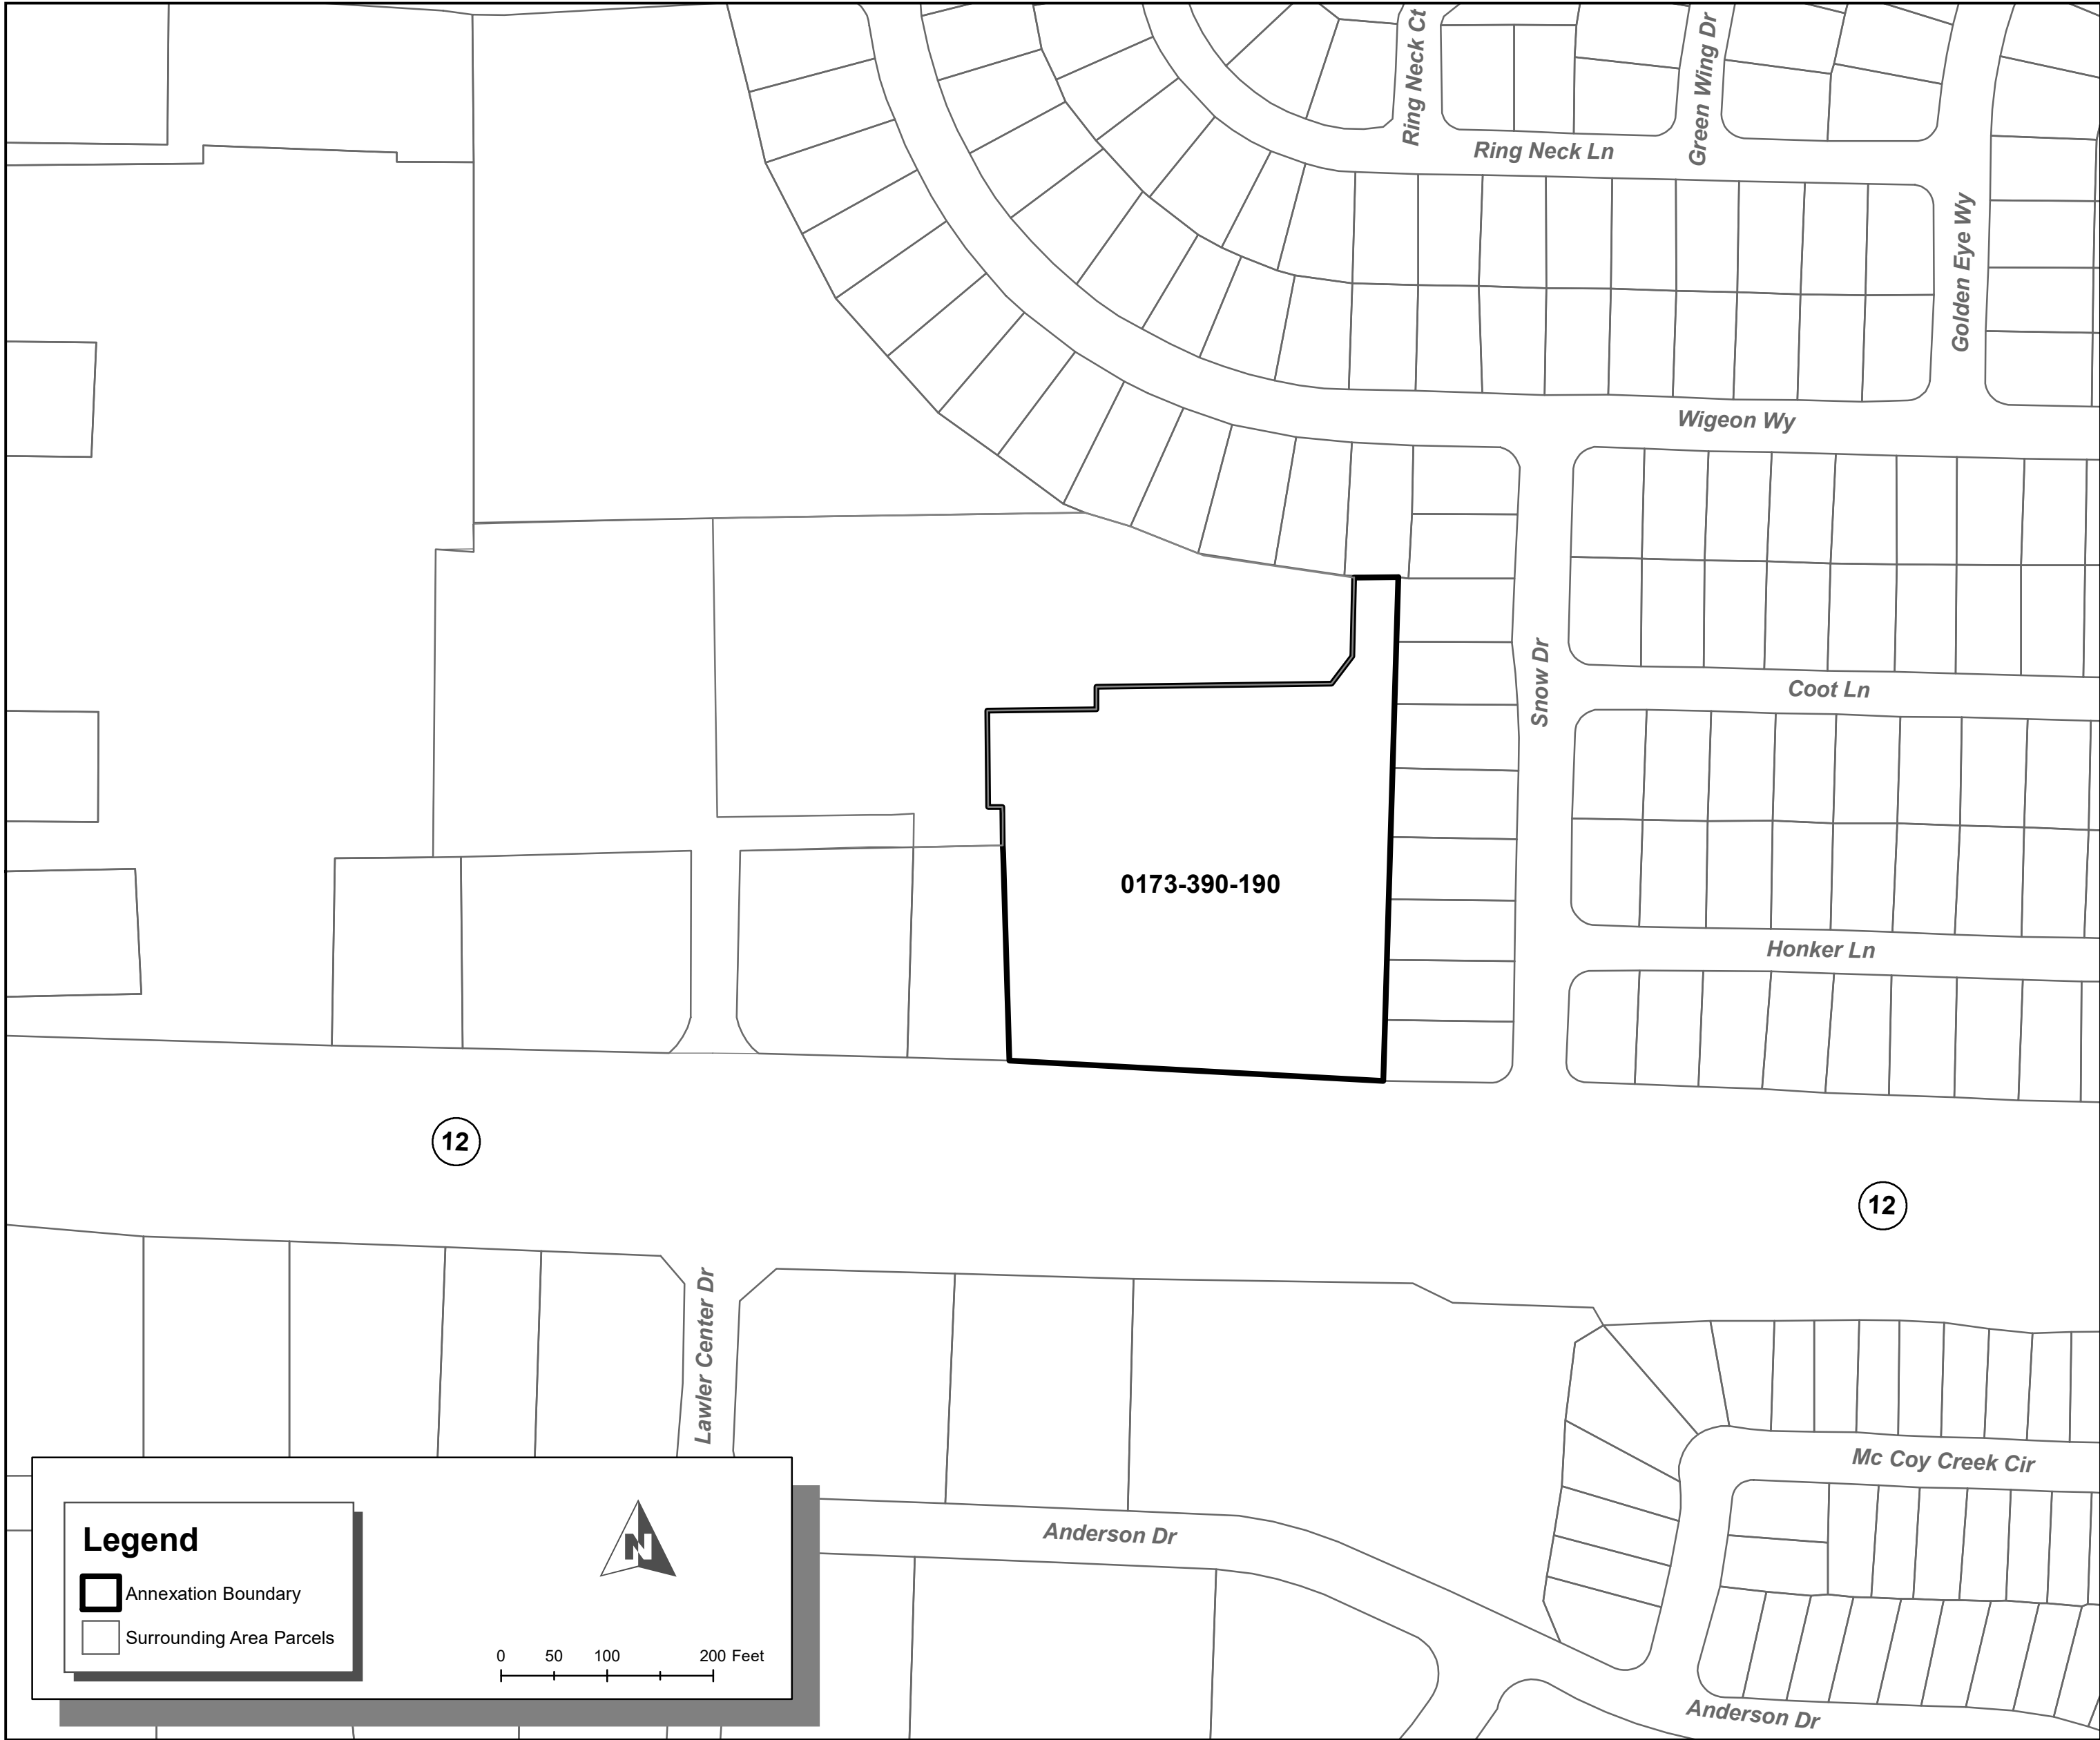 Ring Neck Ct
Green Wing Dr
Ring Neck Ln
Golden Eye Wy
Wigeon Wy
Snow Dr
Coot Ln
0173-390-190
Honker Ln
12
12
Lawler Center Dr
Mc Coy Creek Cir
Anderson Dr
Anderson Dr
Legend
Annexation Boundary
Surrounding Area Parcels
N
0 50 100 200 Feet